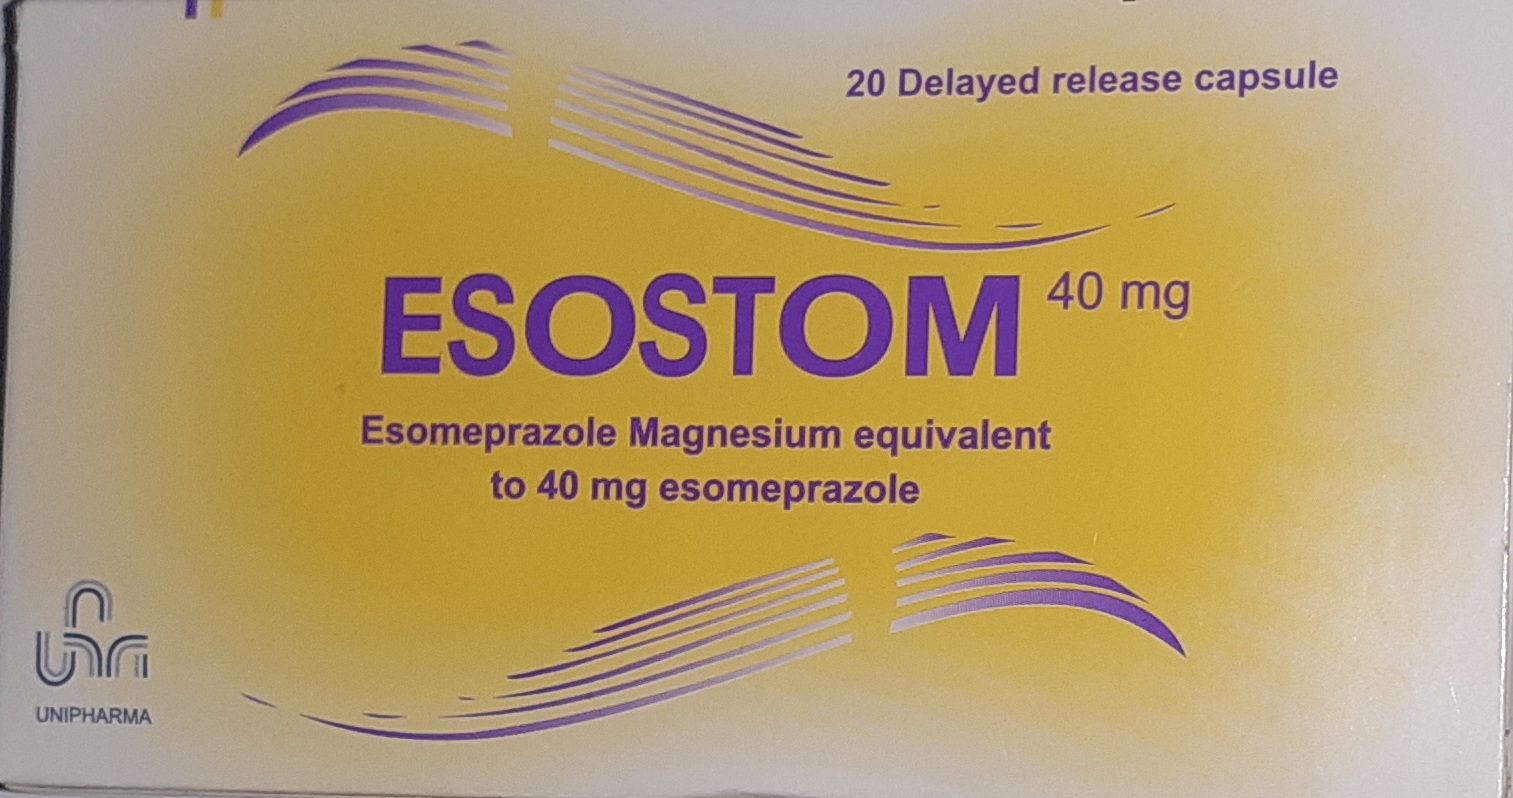 20 Delayed release capsule
ESOSTOM 40 mg
Esomeprazole Magnesium equivalent
to 40 mg esomeprazole
UNIPHARMA